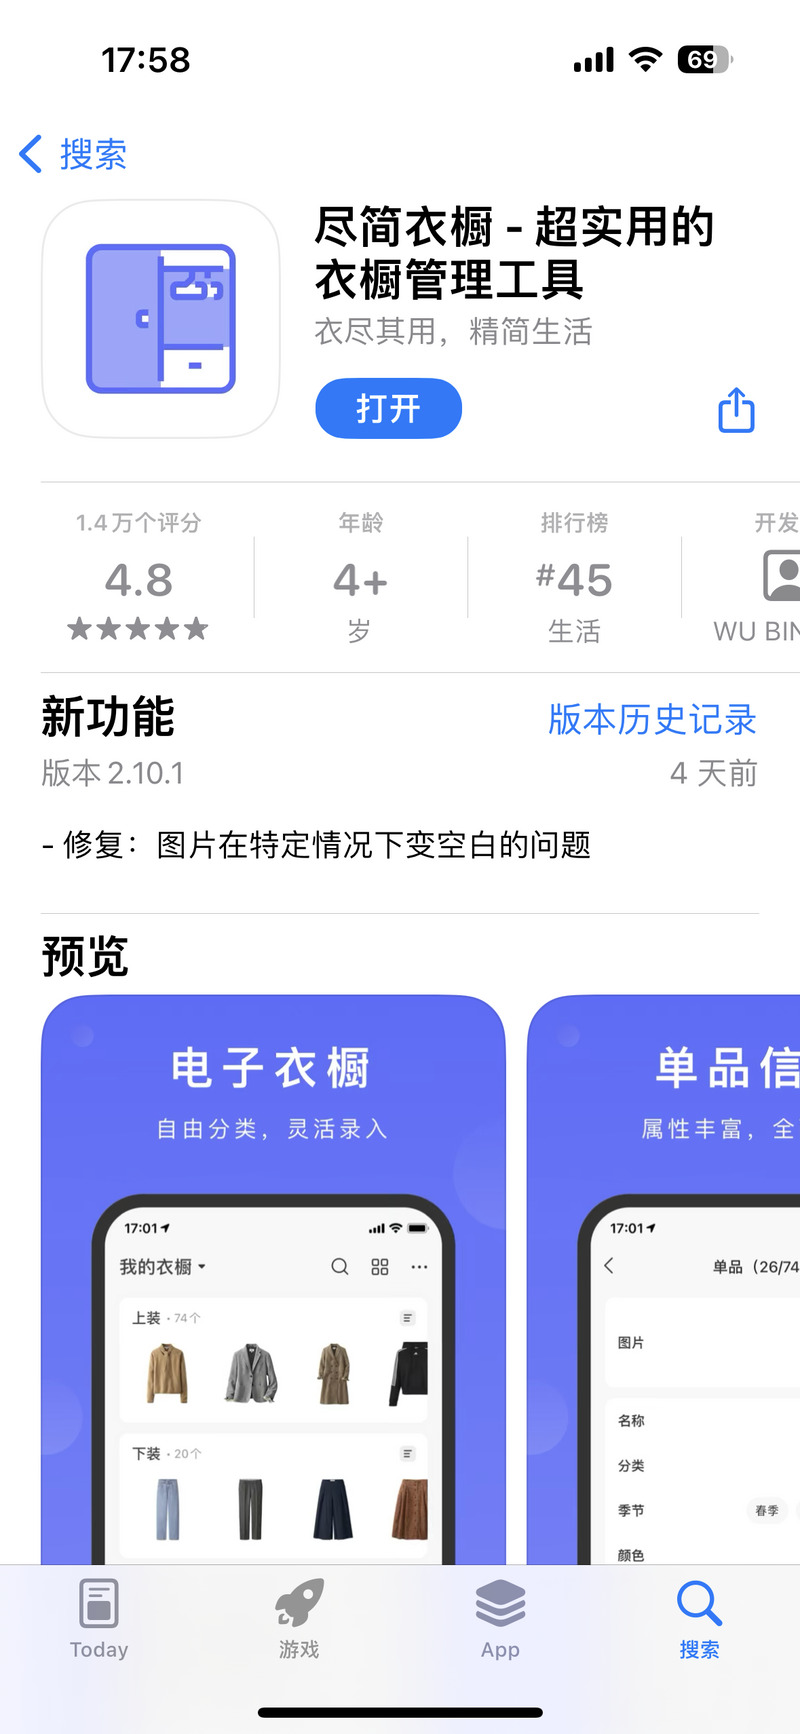 17:58
69
搜索
尽简衣橱 - 超实用的
衣橱管理工具
衣尽其用，精简生活
打开
1.4 万个评分
年龄
排行榜
开发
4.8
4+
#45
★★★★★
岁
生活
WU BIN
新功能
版本历史记录
版本 2.10.1
4 天前
- 修复：图片在特定情况下变空白的问题
预览
电子衣橱
自由分类，灵活录入
17:01
我的衣橱
上装 · 74个
下装 · 20个
单品信
属性丰富，全
17:01
单品（26/74
图片
名称
分类
季节
春季
颜色
Today
游戏
App
搜索